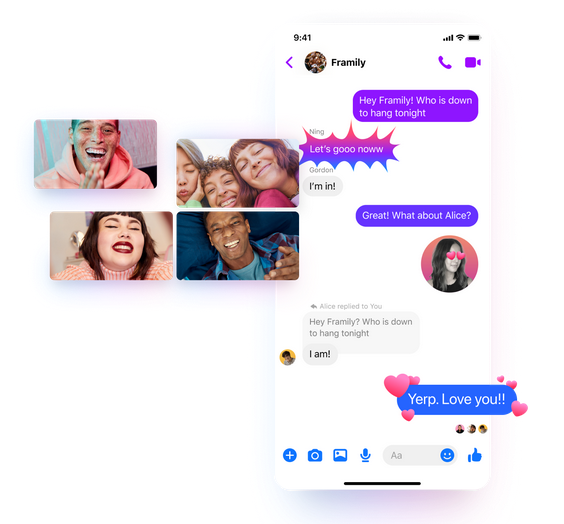 9:41
Framily
Hey Framily! Who is down
to hang tonight
Ning
Let's gooo noww
Gordon
I'm in!
Great! What about Alice?
Alice replied to You
Hey Framily? Who is down
to hang tonight
I am!
Yerp. Love you!!
Aa